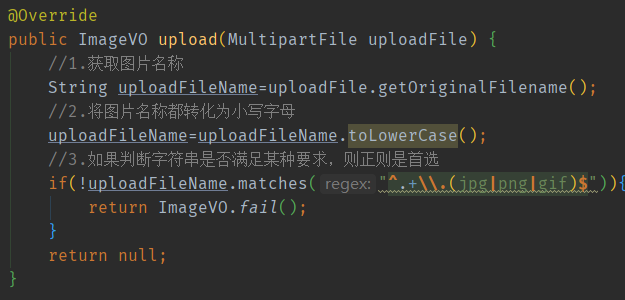 @Override
public ImageVO upload(MultipartFile uploadFile) {
//1.获取图片名称
String uploadFileName=uploadFile.getOriginalFilename();
//2.将图片名称都转化为小写字母
uploadFileName=uploadFileName.toLowerCase();
//3.如果判断字符串是否满足某种要求，则正则是首选
if(!uploadFileName.matches( regex: "^.+\\.(jpg|png|gif)$")){
return ImageVO.fail();
}
return null;
}